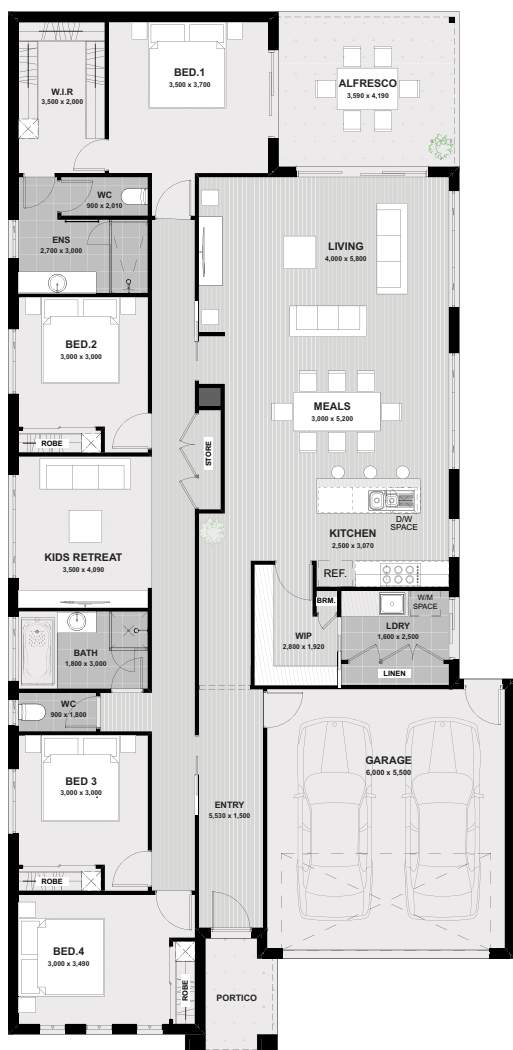 BED.1
3,500 x 3,700
W.I.R
3,500 x 2,000
ALFRESCO
3,590 x 4,190
WC
900 x 2,010
ENS
2,700 x 3,000
LIVING
4,000 x 5,800
BED.2
3,000 x 3,000
MEALS
3,000 x 5,200
ROBE
STORE
D/W
SPACE
KITCHEN
2,500 x 3,070
KIDS RETREAT
3,500 x 4,090
REF.
BRM.
W/M
SPACE
LDRY
1,600 x 2,500
WIP
2,800 x 1,920
BATH
1,800 x 3,000
LINEN
WC
900 x 1,800
GARAGE
6,000 x 5,500
BED 3
3,000 x 3,000
ENTRY
5,530 x 1,500
ROBE
BED.4
3,000 x 3,490
ROBE
PORTICO